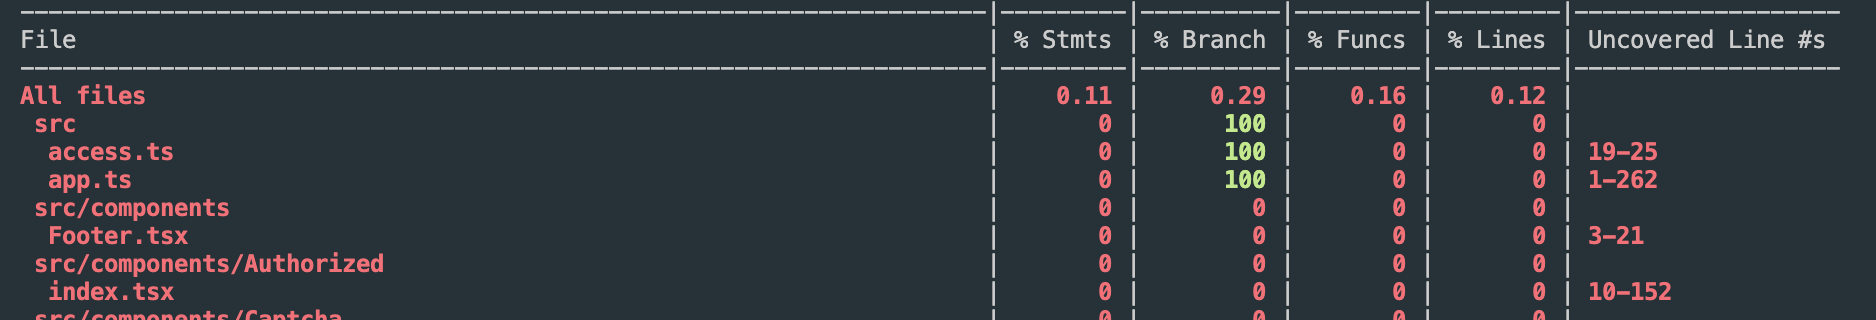 File | % Stmts | % Branch | % Funcs | % Lines | Uncovered Line #s
All files | 0.11 | 0.29 | 0.16 | 0.12 |
src | 0 | 100 | 0 | 0 |
access.ts | 0 | 100 | 0 | 0 | 19-25
app.ts | 0 | 100 | 0 | 0 | 1-262
src/components | 0 | 0 | 0 | 0 |
Footer.tsx | 0 | 0 | 0 | 0 | 3-21
src/components/Authorized | 0 | 0 | 0 | 0 |
index.tsx | 0 | 0 | 0 | 0 | 10-152
src/components/Captcha | 0 | 0 | 0 | 0 |